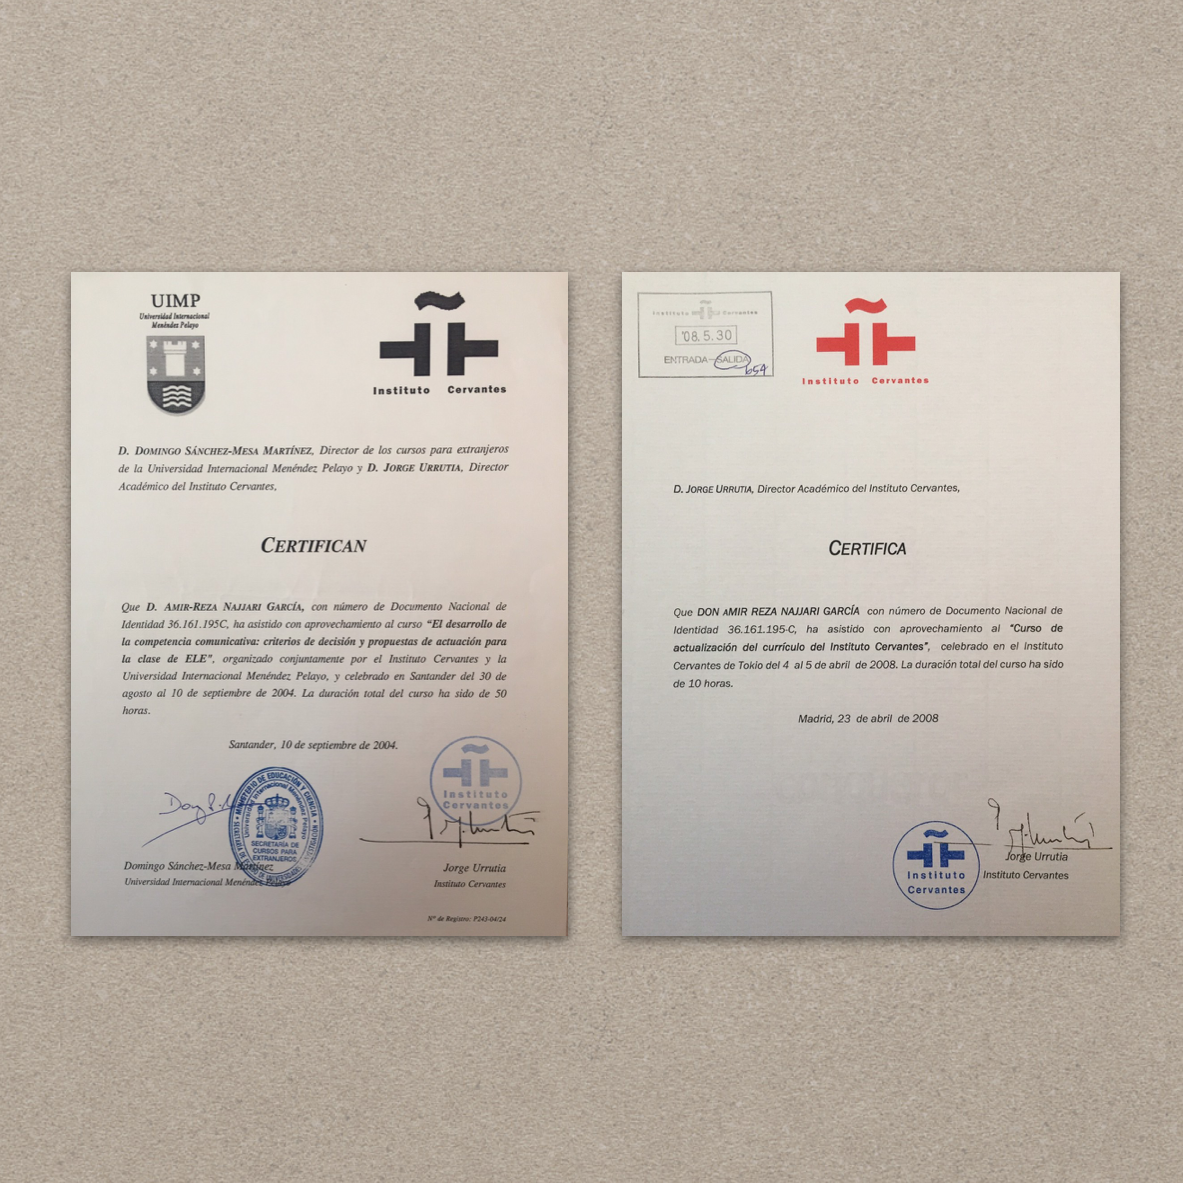 UIMP
Universidad Internacional
Menéndez Pelayo
Instituto Cervantes
D. DOMINGO SÁNCHEZ-MESA MARTÍNEZ, Director de los cursos para extranjeros
de la Universidad Internacional Menéndez Pelayo y D. JORGE URRUTIA, Director
Académico del Instituto Cervantes,
CERTIFICAN
Que D. AMIR-REZA NAJJARI GARCÍA, con número de Documento Nacional de
Identidad 36.161.195C, ha asistido con aprovechamiento al curso "El desarrollo de
la competencia comunicativa: criterios de decisión y propuestas de actuación para
la clase de ELE", organizado conjuntamente por el Instituto Cervantes y la
Universidad Internacional Menéndez Pelayo, y celebrado en Santander del 30 de
agosto al 10 de septiembre de 2004. La duración total del curso ha sido de 50
horas.
Santander, 10 de septiembre de 2004.
MINISTERIO DE EDUCACIÓN Y CIENCIA
Universidad Internacional Menéndez Pelayo
SECRETARÍA DE
CURSOS PARA
EXTRANJEROS
Instituto
Cervantes
Domingo Sánchez-Mesa Martínez
Universidad Internacional Menéndez Pelayo
Jorge Urrutia
Instituto Cervantes
Nº de Registro: P243-04/24
Instituto Cervantes
'08.5.30
ENTRADA-SALIDA
654
Instituto Cervantes
D. JORGE URRUTIA, Director Académico del Instituto Cervantes,
CERTIFICA
Que DON AMIR REZA NAJJARI GARCÍA con número de Documento Nacional de
Identidad 36.161.195-C, ha asistido con aprovechamiento al "Curso de
actualización del currículo del Instituto Cervantes", celebrado en el Instituto
Cervantes de Tokio del 4 al 5 de abril de 2008. La duración total del curso ha sido
de 10 horas.
Madrid, 23 de abril de 2008
Instituto
Cervantes
Jorge Urrutia
Instituto Cervantes